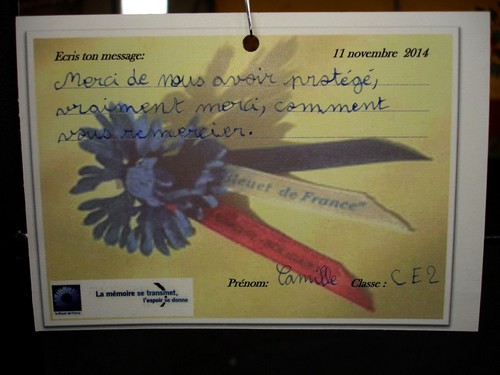 Ecris ton message:
11 novembre 2014
Merci de nous avoir protégé,
vraiment merci, comment
vous remercier.
Bleuet de France"
La mémoire se transmet,
l'espoir se donne
Prénom: Camille Classe : CE2